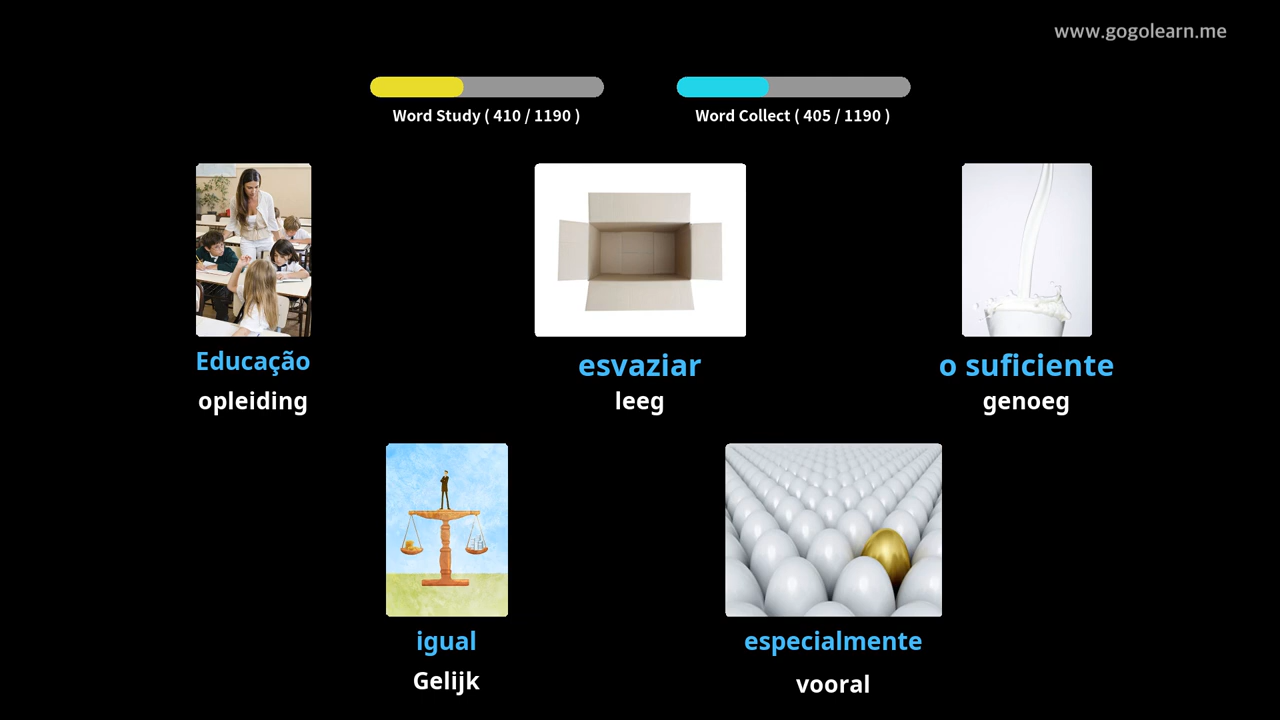 www.gogolearn.me
Word Study ( 410 / 1190 )
Word Collect ( 405 / 1190 )
Educação
opleiding
esvaziar
leeg
o suficiente
genoeg
igual
Gelijk
especialmente
vooral